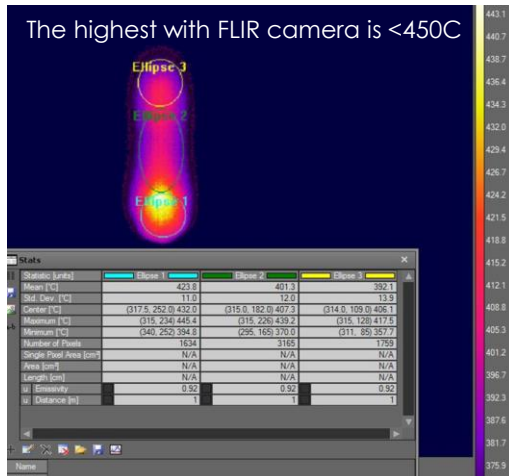 The highest with FLIR camera is <450C
443.1
440.7
438.7
436.4
434.3
432.0
429.4
426.7
424.2
421.5
418.8
415.2
412.1
408.8
405.3
401.2
396.7
392.3
387.6
381.7
375.9
Ellipse 3
Ellipse 2
Ellipse 1
Stats
Statistic [units] Ellipse 1 Ellipse 2 Ellipse 3
Mean [°C] 423.8 401.3 392.1
Std. Dev. [°C] 11.0 12.0 13.9
Center [°C] (317.5, 252.0) 432.0 (315.0, 182.0) 407.3 (314.0, 109.0) 406.1
Maximum [°C] (315, 234) 445.4 (315, 226) 439.2 (315, 128) 417.5
Minimum [°C] (340, 252) 394.8 (295, 165) 370.0 (311, 85) 357.7
Number of Pixels 1634 3165 1759
Single Pixel Area [cm²] N/A N/A N/A
Area [cm²] N/A N/A N/A
Length [cm] N/A N/A N/A
u Emissivity 0.92 0.92 0.92
u Distance [m] 1 1 1
Name